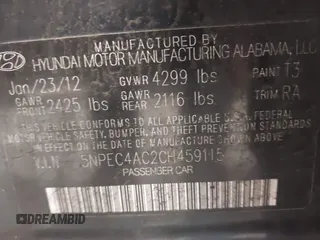 MANUFACTURED BY
HYUNDAI MOTOR MANUFACTURING ALABAMA, LLC
Jan/23/12 GVWR 4299 lbs PAINT T3
GAWR FRONT 2425 lbs GAWR REAR 2116 lbs TRIM RA
THIS VEHICLE CONFORMS TO ALL APPLICABLE U.S.A. FEDERAL
MOTOR VEHICLE SAFETY, BUMPER, AND THEFT PREVENTION
STANDARDS IN EFFECT ON THE DATE OF MANUFACTURE SHOWN ABOVE.
V.I.N 5NPEC4AC2CH459115
PASSENGER CAR
DREAMBID